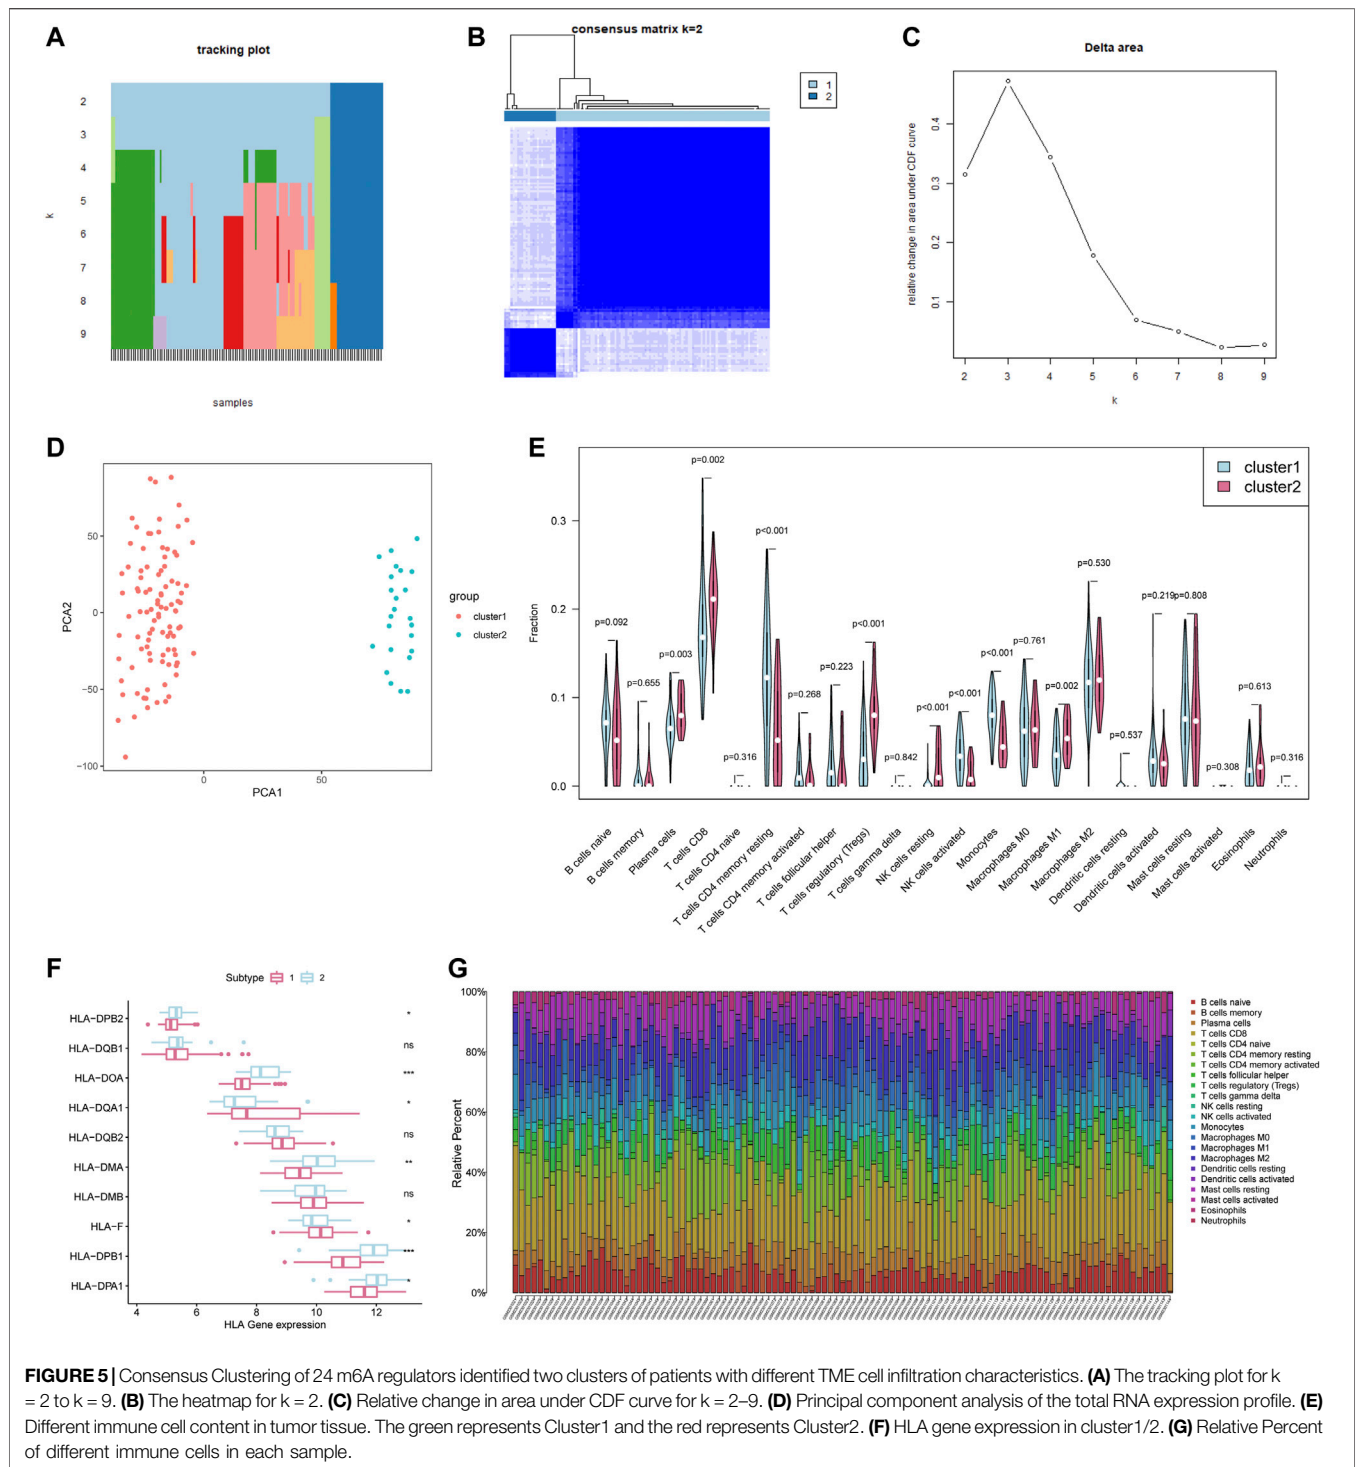 A
tracking plot
2
3
4
5
6
7
8
9
k
samples
B
consensus matrix k=2
1
2
C
Delta area
relative change in area under CDF curve
0.4
0.3
0.2
0.1
2 3 4 5 6 7 8 9
k
D
50
0
−50
−100
PCA2
0 50
PCA1
group
cluster1
cluster2
E
cluster1
cluster2
Fraction
0.3
0.2
0.1
0.0
p=0.092
p=0.655
p=0.003
p=0.002
p=0.316
p<0.001
p=0.268
p=0.223
p<0.001
p=0.842
p<0.001
p<0.001
p<0.001
p=0.761
p=0.002
p=0.530
p=0.537
p=0.219
p=0.808
p=0.308
p=0.613
p=0.316
B cells naive
B cells memory
Plasma cells
T cells CD8
T cells CD4 naive
T cells CD4 memory resting
T cells CD4 memory activated
T cells follicular helper
T cells regulatory (Tregs)
T cells gamma delta
NK cells resting
NK cells activated
Monocytes
Macrophages M0
Macrophages M1
Macrophages M2
Dendritic cells resting
Dendritic cells activated
Mast cells resting
Mast cells activated
Eosinophils
Neutrophils
F
Subtype 1 2
HLA−DPB2 *
HLA−DQB1 ns
HLA−DOA ***
HLA−DQA1 *
HLA−DQB2 ns
HLA−DMA **
HLA−DMB ns
HLA−F *
HLA−DPB1 ***
HLA−DPA1 *
4 6 8 10 12
HLA Gene expression
G
Relative Percent
100%
80%
60%
40%
20%
0%
B cells naive
B cells memory
Plasma cells
T cells CD8
T cells CD4 naive
T cells CD4 memory resting
T cells CD4 memory activated
T cells follicular helper
T cells regulatory (Tregs)
T cells gamma delta
NK cells resting
NK cells activated
Monocytes
Macrophages M0
Macrophages M1
Macrophages M2
Dendritic cells resting
Dendritic cells activated
Mast cells resting
Mast cells activated
Eosinophils
Neutrophils
FIGURE 5 | Consensus Clustering of 24 m6A regulators identified two clusters of patients with different TME cell infiltration characteristics. (A) The tracking plot for k
= 2 to k = 9. (B) The heatmap for k = 2. (C) Relative change in area under CDF curve for k = 2–9. (D) Principal component analysis of the total RNA expression profile. (E)
Different immune cell content in tumor tissue. The green represents Cluster1 and the red represents Cluster2. (F) HLA gene expression in cluster1/2. (G) Relative Percent
of different immune cells in each sample.